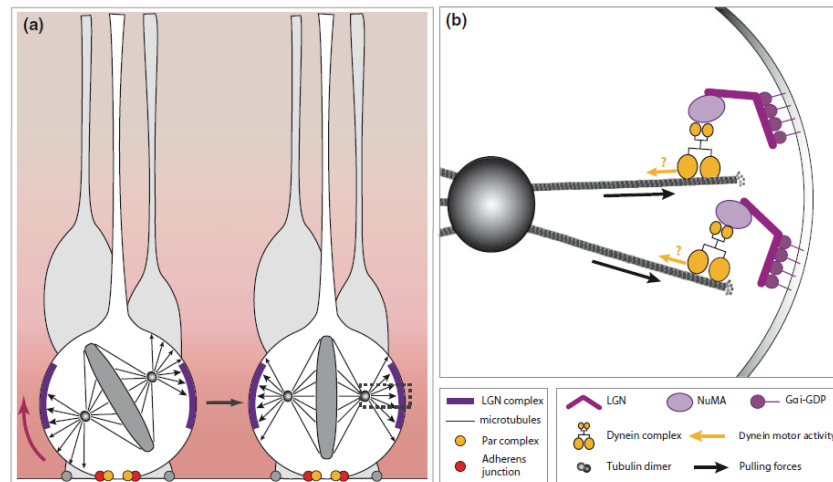 (a)
(b)
?
?
LGN complex
microtubules
Par complex
Adherens
junction
LGN
NuMA
Gαi-GDP
Dynein complex
Dynein motor activity
Tubulin dimer
Pulling forces